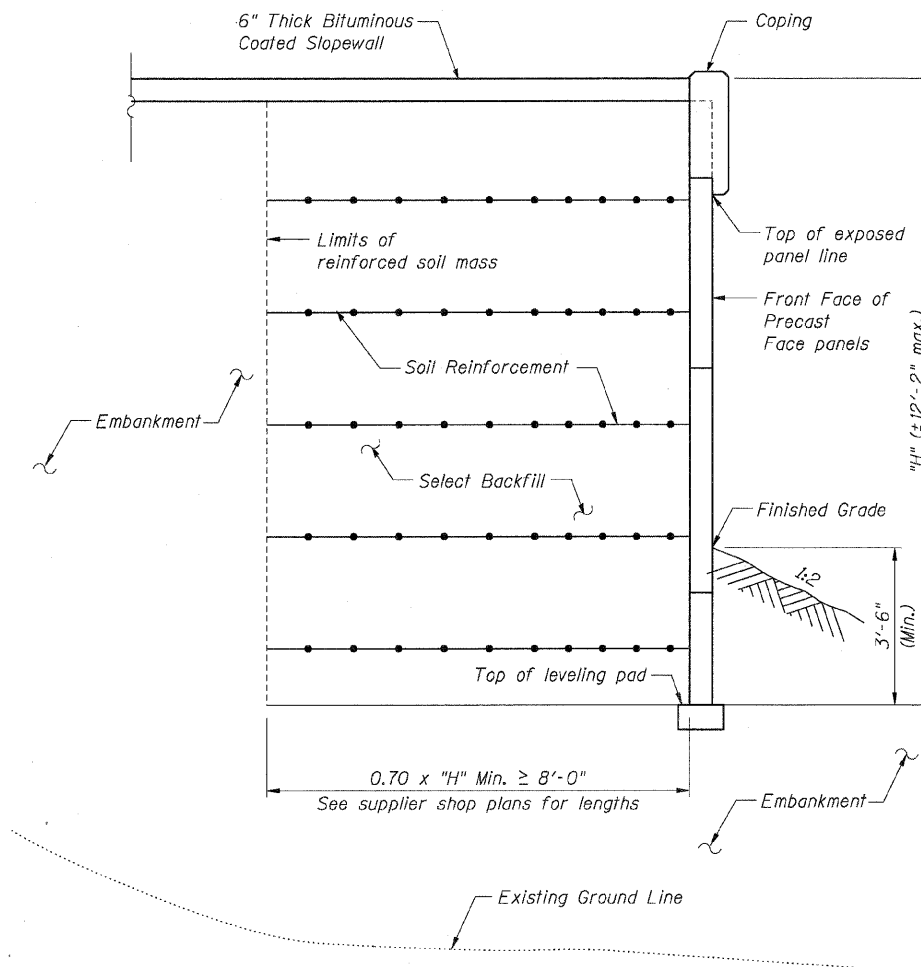 6" Thick Bituminous
Coated Slopewall
Coping
Limits of
reinforced soil mass
Top of exposed
panel line
Front Face of
Precast
Face panels
"H" (±12'-2" max.)
Soil Reinforcement
Embankment
Select Backfill
Finished Grade
1:2
3'-6"
(Min.)
Top of leveling pad
0.70 x "H" Min. ≥ 8'-0"
See supplier shop plans for lengths
Embankment
Existing Ground Line